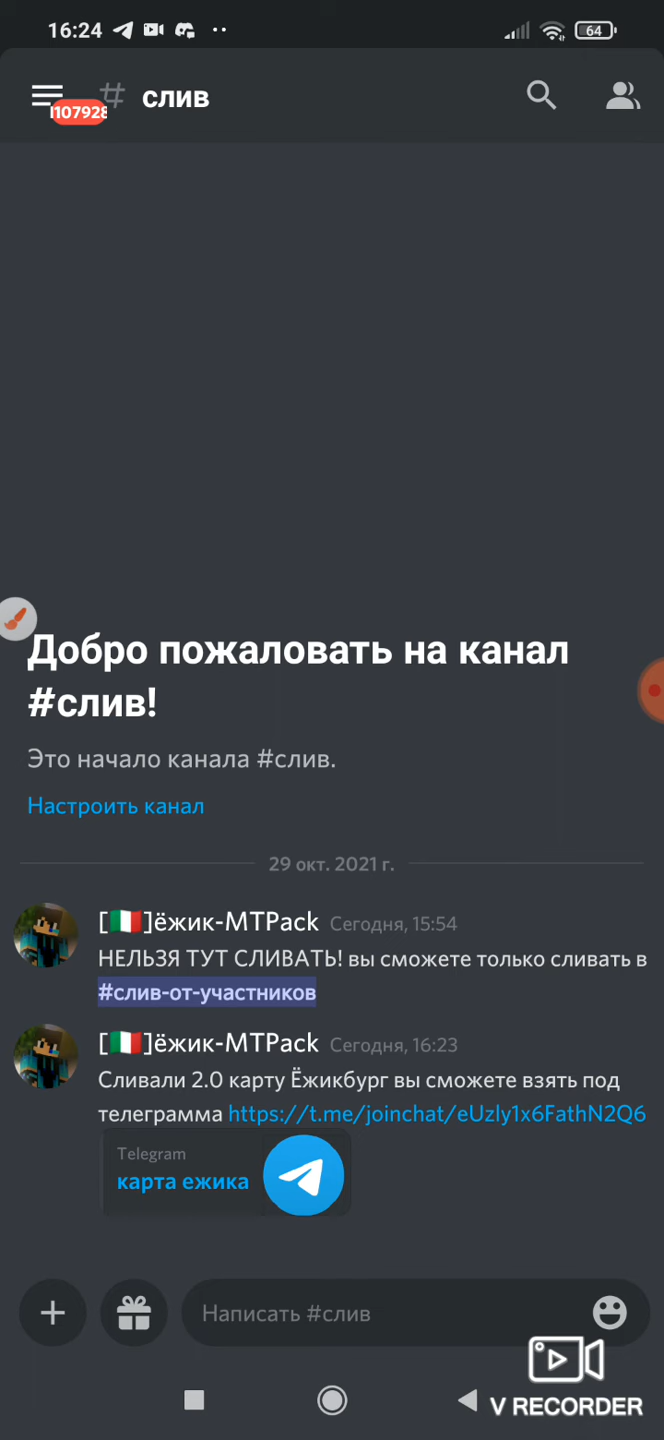 16:24
64
# слив
107928
Добро пожаловать на канал
#слив!
Это начало канала #слив.
Настроить канал
29 окт. 2021 г.
[🇮🇹]ёжик-MTPack Сегодня, 15:54
НЕЛЬЗЯ ТУТ СЛИВАТЬ! вы сможете только сливать в
#слив-от-участников
[🇮🇹]ёжик-MTPack Сегодня, 16:23
Сливали 2.0 карту Ёжикбург вы сможете взять под
телеграмма https://t.me/joinchat/eUzly1x6FathN2Q6
Telegram
карта ежика
Написать #слив
V RECORDER